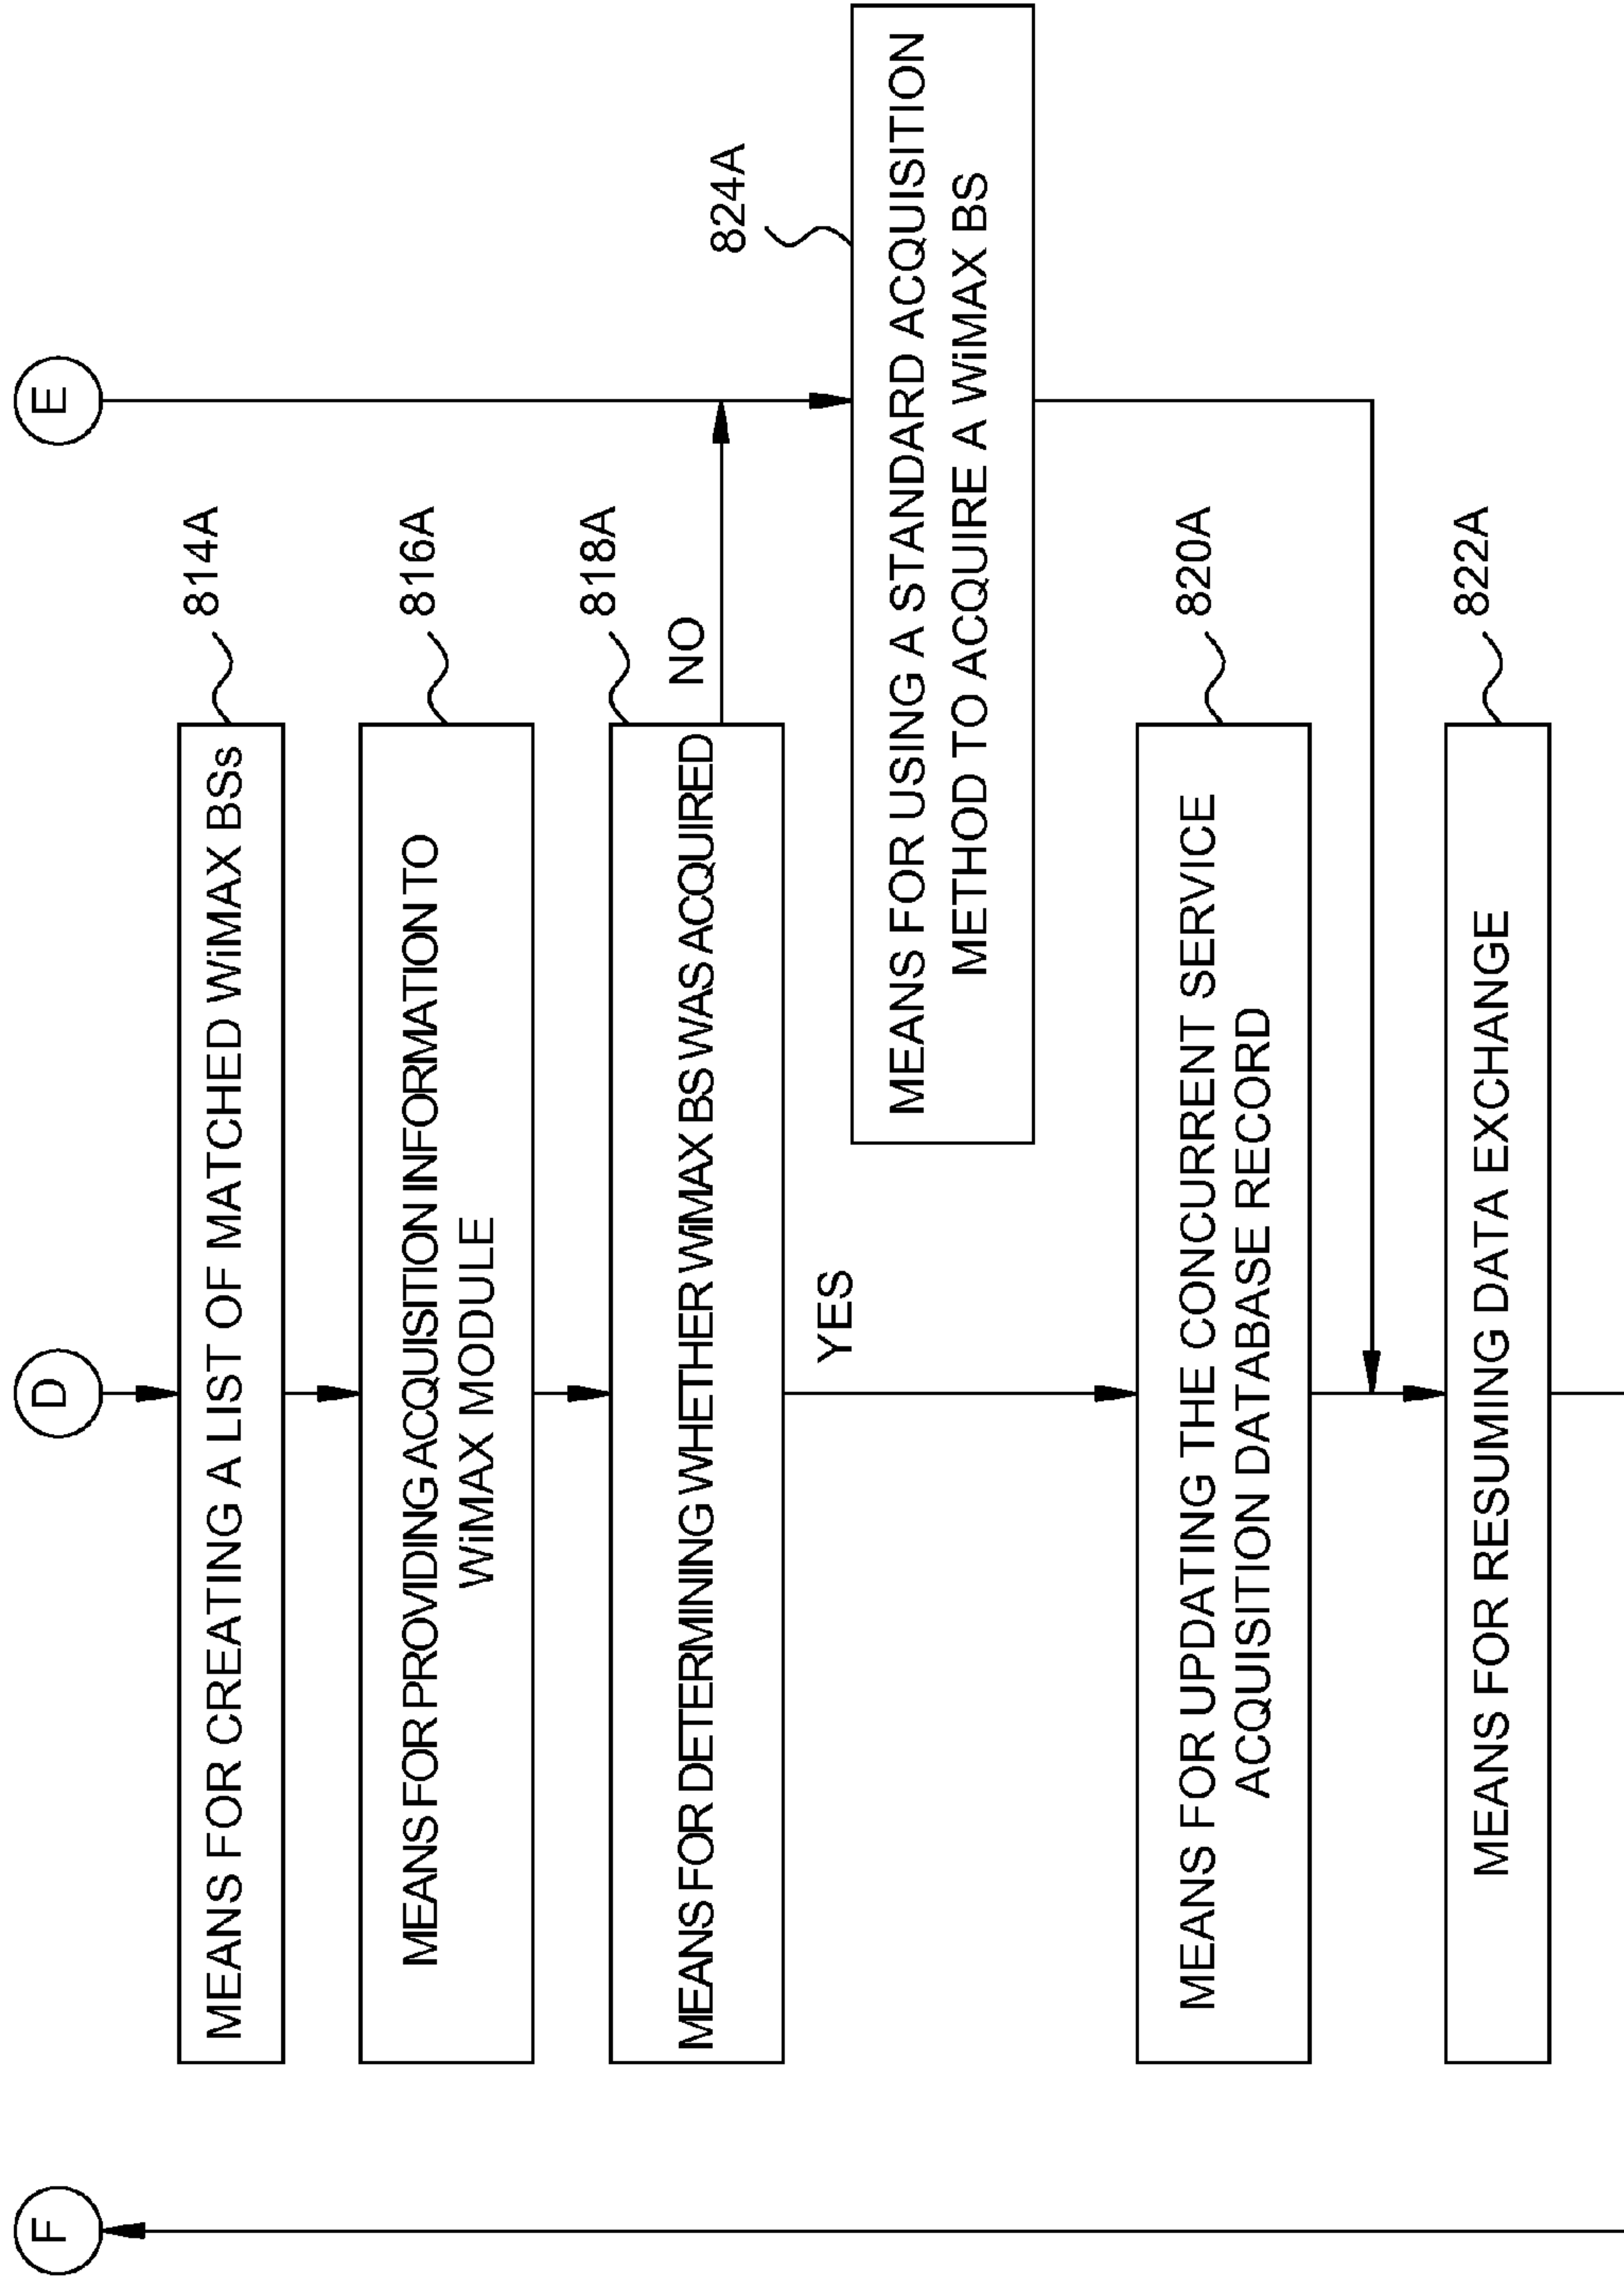 F
D
E
MEANS FOR CREATING A LIST OF MATCHED WiMAX BSs
814A
MEANS FOR PROVIDING ACQUISITION INFORMATION TO
WiMAX MODULE
816A
MEANS FOR DETERMINING WHETHER WiMAX BS WAS ACQUIRED
818A
NO
YES
MEANS FOR USING A STANDARD ACQUISITION
METHOD TO ACQUIRE A WiMAX BS
824A
MEANS FOR UPDATING THE CONCURRENT SERVICE
ACQUISITION DATABASE RECORD
820A
MEANS FOR RESUMING DATA EXCHANGE
822A